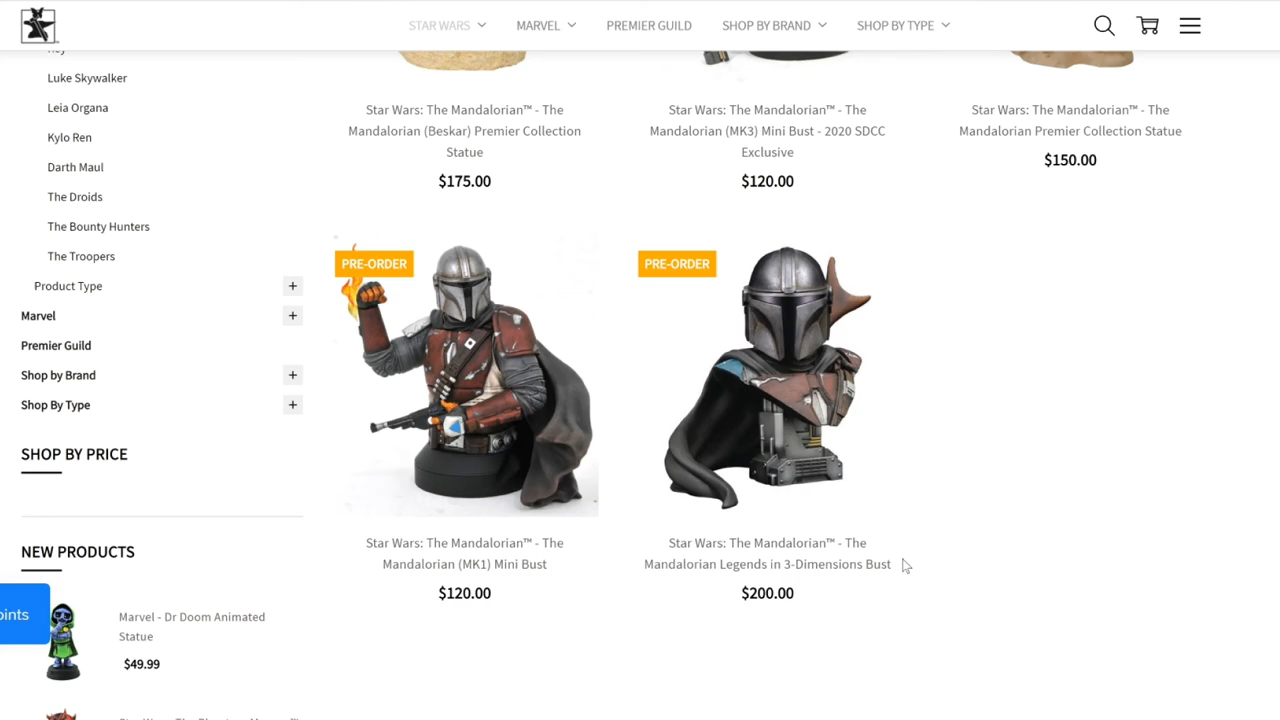 STAR WARS
MARVEL
PREMIER GUILD
SHOP BY BRAND
SHOP BY TYPE
Luke Skywalker
Leia Organa
Kylo Ren
Darth Maul
The Droids
The Bounty Hunters
The Troopers
Product Type +
Marvel +
Premier Guild
Shop by Brand +
Shop By Type +
SHOP BY PRICE
NEW PRODUCTS
oints
Marvel - Dr Doom Animated
Statue
$49.99
Star Wars: The Mandalorian™ - The
Mandalorian (Beskar) Premier Collection
Statue
$175.00
Star Wars: The Mandalorian™ - The
Mandalorian (MK3) Mini Bust - 2020 SDCC
Exclusive
$120.00
Star Wars: The Mandalorian™ - The
Mandalorian Premier Collection Statue
$150.00
PRE-ORDER
Star Wars: The Mandalorian™ - The
Mandalorian (MK1) Mini Bust
$120.00
PRE-ORDER
Star Wars: The Mandalorian™ - The
Mandalorian Legends in 3-Dimensions Bust
$200.00